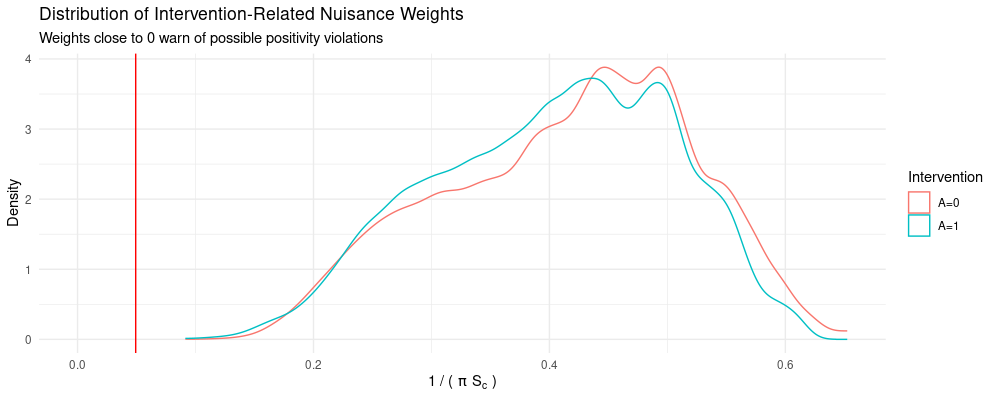 Distribution of Intervention-Related Nuisance Weights
Weights close to 0 warn of possible positivity violations
4
3
2
1
0
Density
0.0 0.2 0.4 0.6
1 / ( π S_c )
Intervention
A=0
A=1